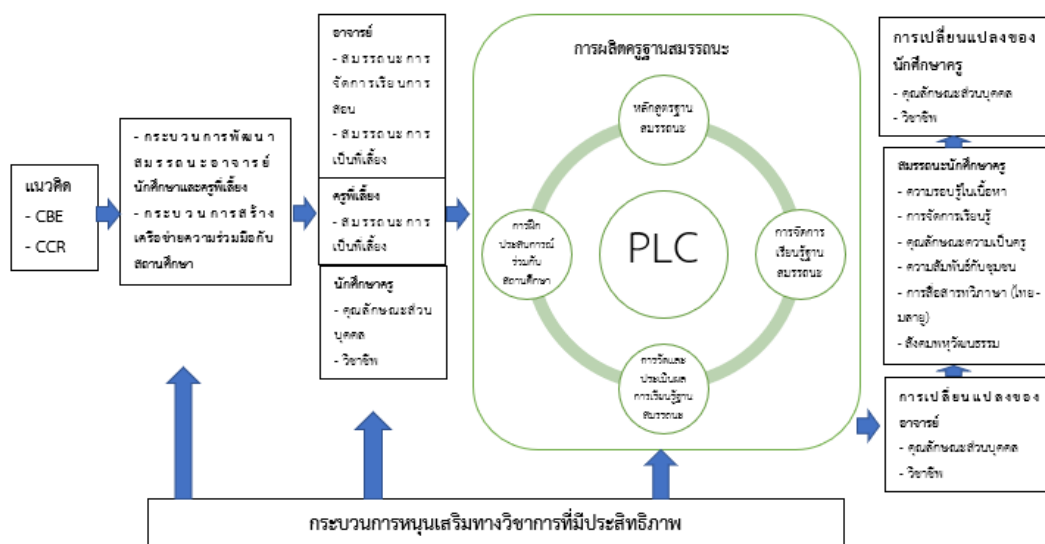 แนวคิด
- CBE
- CCR
- กระบวนการพัฒนา
สมรรถนะอาจารย์
นักศึกษาและครูพี่เลี้ยง
- กระบวนการสร้าง
เครือข่ายความร่วมมือกับ
สถานศึกษา
อาจารย์
- สมรรถนะการ
จัดการเรียนการ
สอน
- สมรรถนะการ
เป็นพี่เลี้ยง
ครูพี่เลี้ยง
- สมรรถนะการ
เป็นพี่เลี้ยง
นักศึกษาครู
- คุณลักษณะส่วน
บุคคล
- วิชาชีพ
การผลิตครูฐานสมรรถนะ
หลักสูตรฐาน
สมรรถนะ
การฝึก
ประสบการณ์
ร่วมกับ
สถานศึกษา
PLC
การจัดการ
เรียนรู้ฐาน
สมรรถนะ
การวัดและ
ประเมินผล
การเรียนรู้ฐาน
สมรรถนะ
การเปลี่ยนแปลงของ
นักศึกษาครู
- คุณลักษณะส่วนบุคคล
- วิชาชีพ
สมรรถนะนักศึกษาครู
- ความรอบรู้ในเนื้อหา
- การจัดการเรียนรู้
- คุณลักษณะความเป็นครู
- ความสัมพันธ์กับชุมชน
- การสื่อสารทวิภาษา (ไทย-
มลายู)
- สังคมพหุวัฒนธรรม
การเปลี่ยนแปลงของ
อาจารย์
- คุณลักษณะส่วนบุคคล
- วิชาชีพ
กระบวนการหนุนเสริมทางวิชาการที่มีประสิทธิภาพ